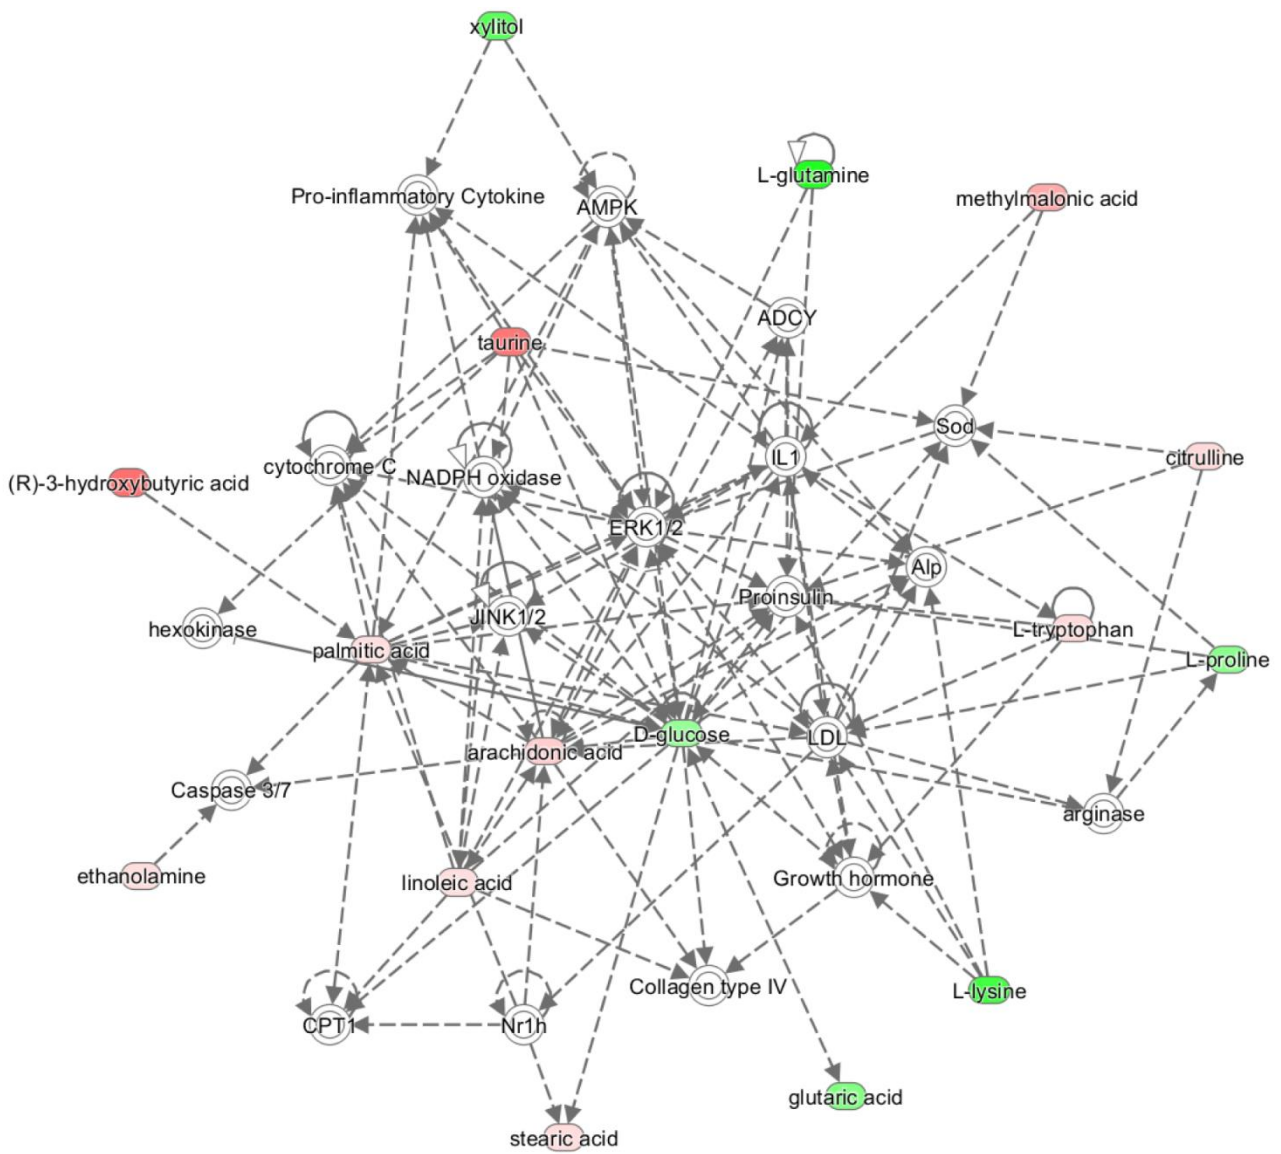 xylitol
L-glutamine
Pro-inflammatory Cytokine
AMPK
methylmalonic acid
ADCY
taurine
Sod
cytochrome C
NADPH oxidase
IL1
citrulline
(R)-3-hydroxybutyric acid
ERK1/2
Alp
Proinsulin
hexokinase
JINK1/2
L-tryptophan
palmitic acid
L-proline
arachidonic acid
D-glucose
LDL
Caspase 3/7
arginase
ethanolamine
linoleic acid
Growth hormone
Collagen type IV
L-lysine
CPT1
Nr1h
glutaric acid
stearic acid